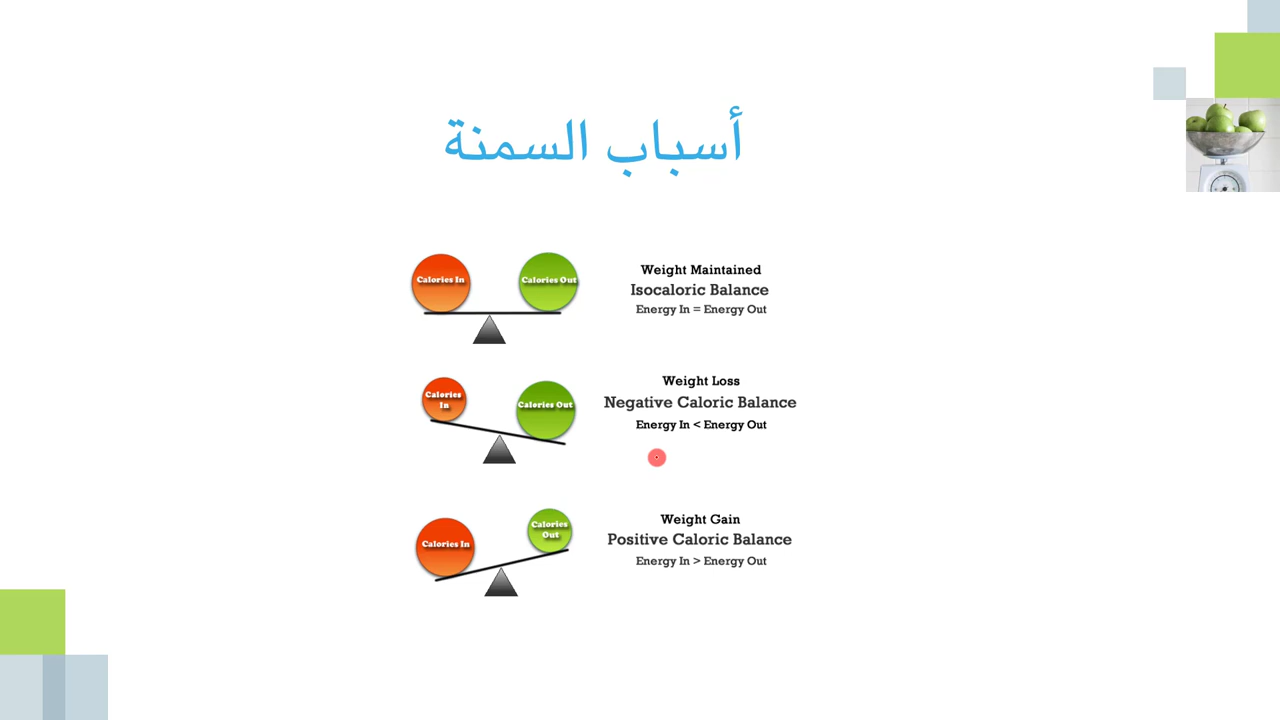 أسباب السمنة
Calories In
Calories Out
Weight Maintained
Isocaloric Balance
Energy In = Energy Out
Calories
In
Calories Out
Weight Loss
Negative Caloric Balance
Energy In < Energy Out
Calories In
Calories
Out
Weight Gain
Positive Caloric Balance
Energy In > Energy Out